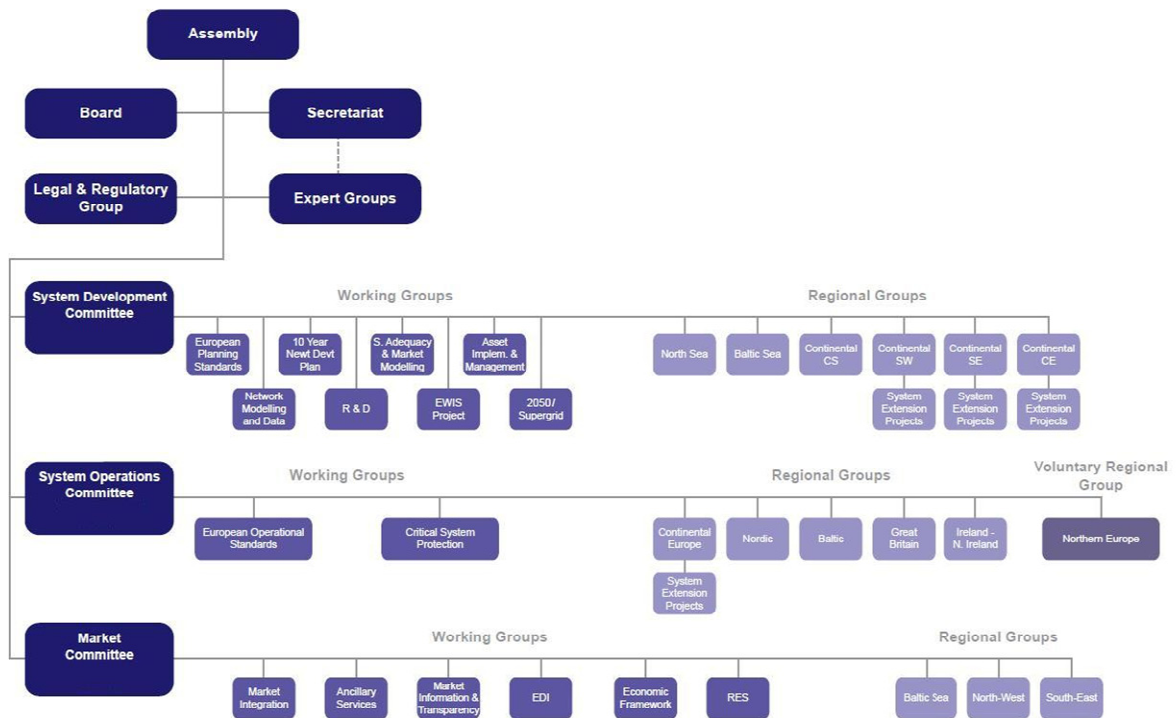 Assembly
Board
Secretariat
Legal & Regulatory
Group
Expert Groups
System Development
Committee
Working Groups
Regional Groups
European
Planning
Standards
10 Year
Newt Devt
Plan
S. Adequacy
& Market
Modelling
Asset
Implem. &
Management
North Sea
Baltic Sea
Continental
CS
Continental
SW
Continental
SE
Continental
CE
Network
Modelling
and Data
R & D
EWIS
Project
2050/
Supergrid
System
Extension
Projects
System
Extension
Projects
System
Extension
Projects
System Operations
Committee
Working Groups
Regional Groups
Voluntary Regional
Group
European Operational
Standards
Critical System
Protection
Continental
Europe
Nordic
Baltic
Great
Britain
Ireland -
N. Ireland
Northern Europe
System
Extension
Projects
Market
Committee
Working Groups
Regional Groups
Market
Integration
Ancillary
Services
Market
Information &
Transparency
EDI
Economic
Framework
RES
Baltic Sea
North-West
South-East